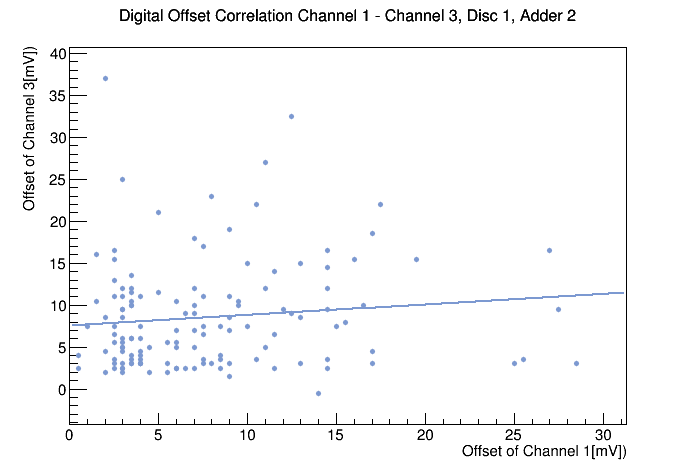 Digital Offset Correlation Channel 1 - Channel 3, Disc 1, Adder 2
Offset of Channel 3[mV])
40
35
30
25
20
15
10
5
0
0 5 10 15 20 25 30
Offset of Channel 1[mV])